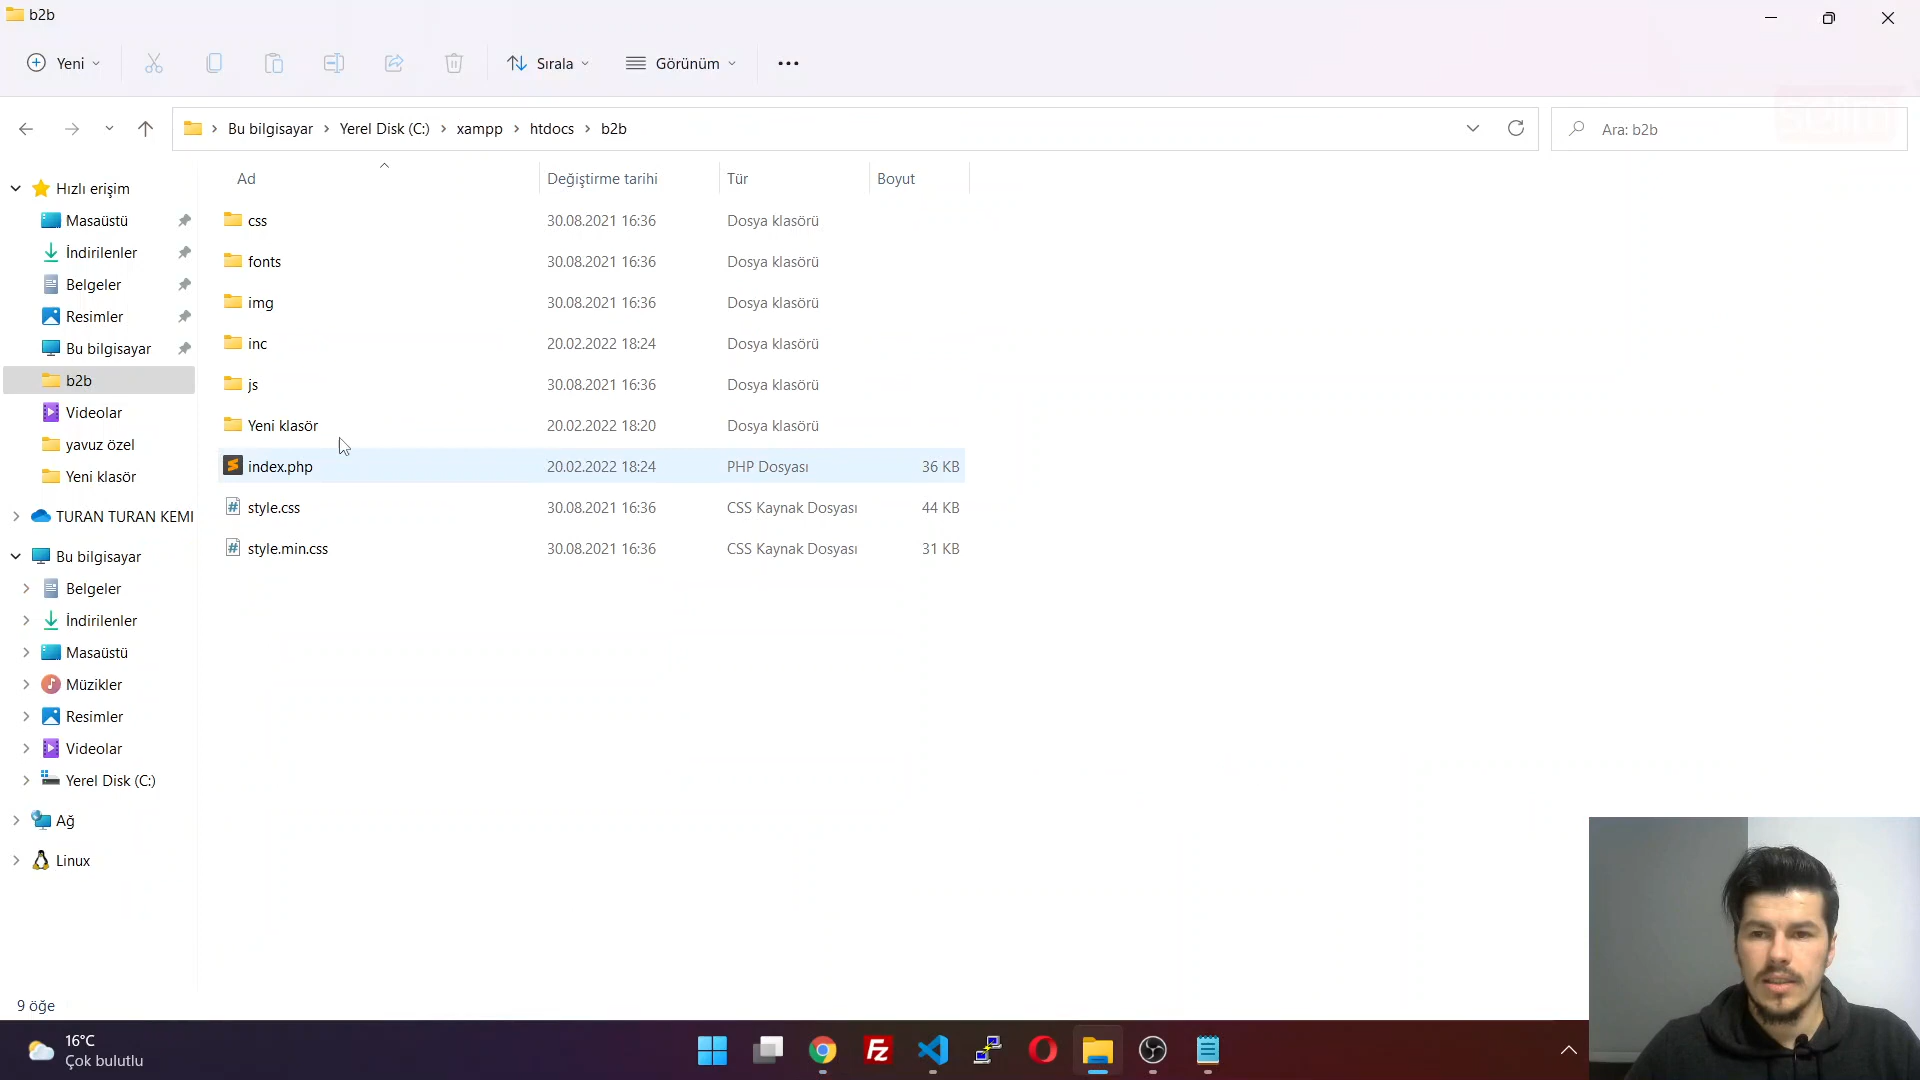 b2b
Yeni
Sırala
Görünüm
Bu bilgisayar > Yerel Disk (C:) > xampp > htdocs > b2b
Ara: b2b
Ad Değiştirme tarihi Tür Boyut
css 30.08.2021 16:36 Dosya klasörü
fonts 30.08.2021 16:36 Dosya klasörü
img 30.08.2021 16:36 Dosya klasörü
inc 20.02.2022 18:24 Dosya klasörü
js 30.08.2021 16:36 Dosya klasörü
Yeni klasör 20.02.2022 18:20 Dosya klasörü
index.php 20.02.2022 18:24 PHP Dosyası 36 KB
style.css 30.08.2021 16:36 CSS Kaynak Dosyası 44 KB
style.min.css 30.08.2021 16:36 CSS Kaynak Dosyası 31 KB
Hızlı erişim
Masaüstü
İndirilenler
Belgeler
Resimler
Bu bilgisayar
b2b
Videolar
yavuz özel
Yeni klasör
TURAN TURAN KEMI
Bu bilgisayar
Belgeler
İndirilenler
Masaüstü
Müzikler
Resimler
Videolar
Yerel Disk (C:)
Ağ
Linux
9 öğe
16°C
Çok bulutlu
Fz